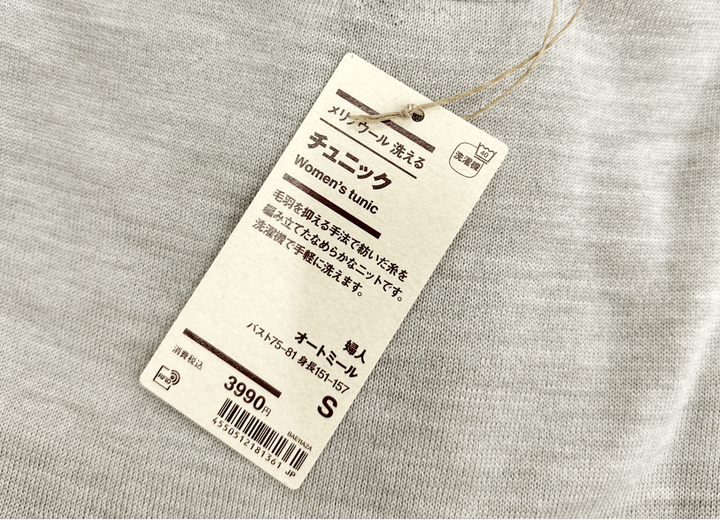 メリノウール 洗える
チュニック
Women's tunic
毛羽を抑える手法で紡いだ糸を
編み立てたなめらかなニットです。
洗濯機で手軽に洗えます。
40
洗濯機
婦人
オートミール
バスト75-81 身長151-157
S
消費税込
3990円
RFID
BAE11A2A
4550512181361 JP